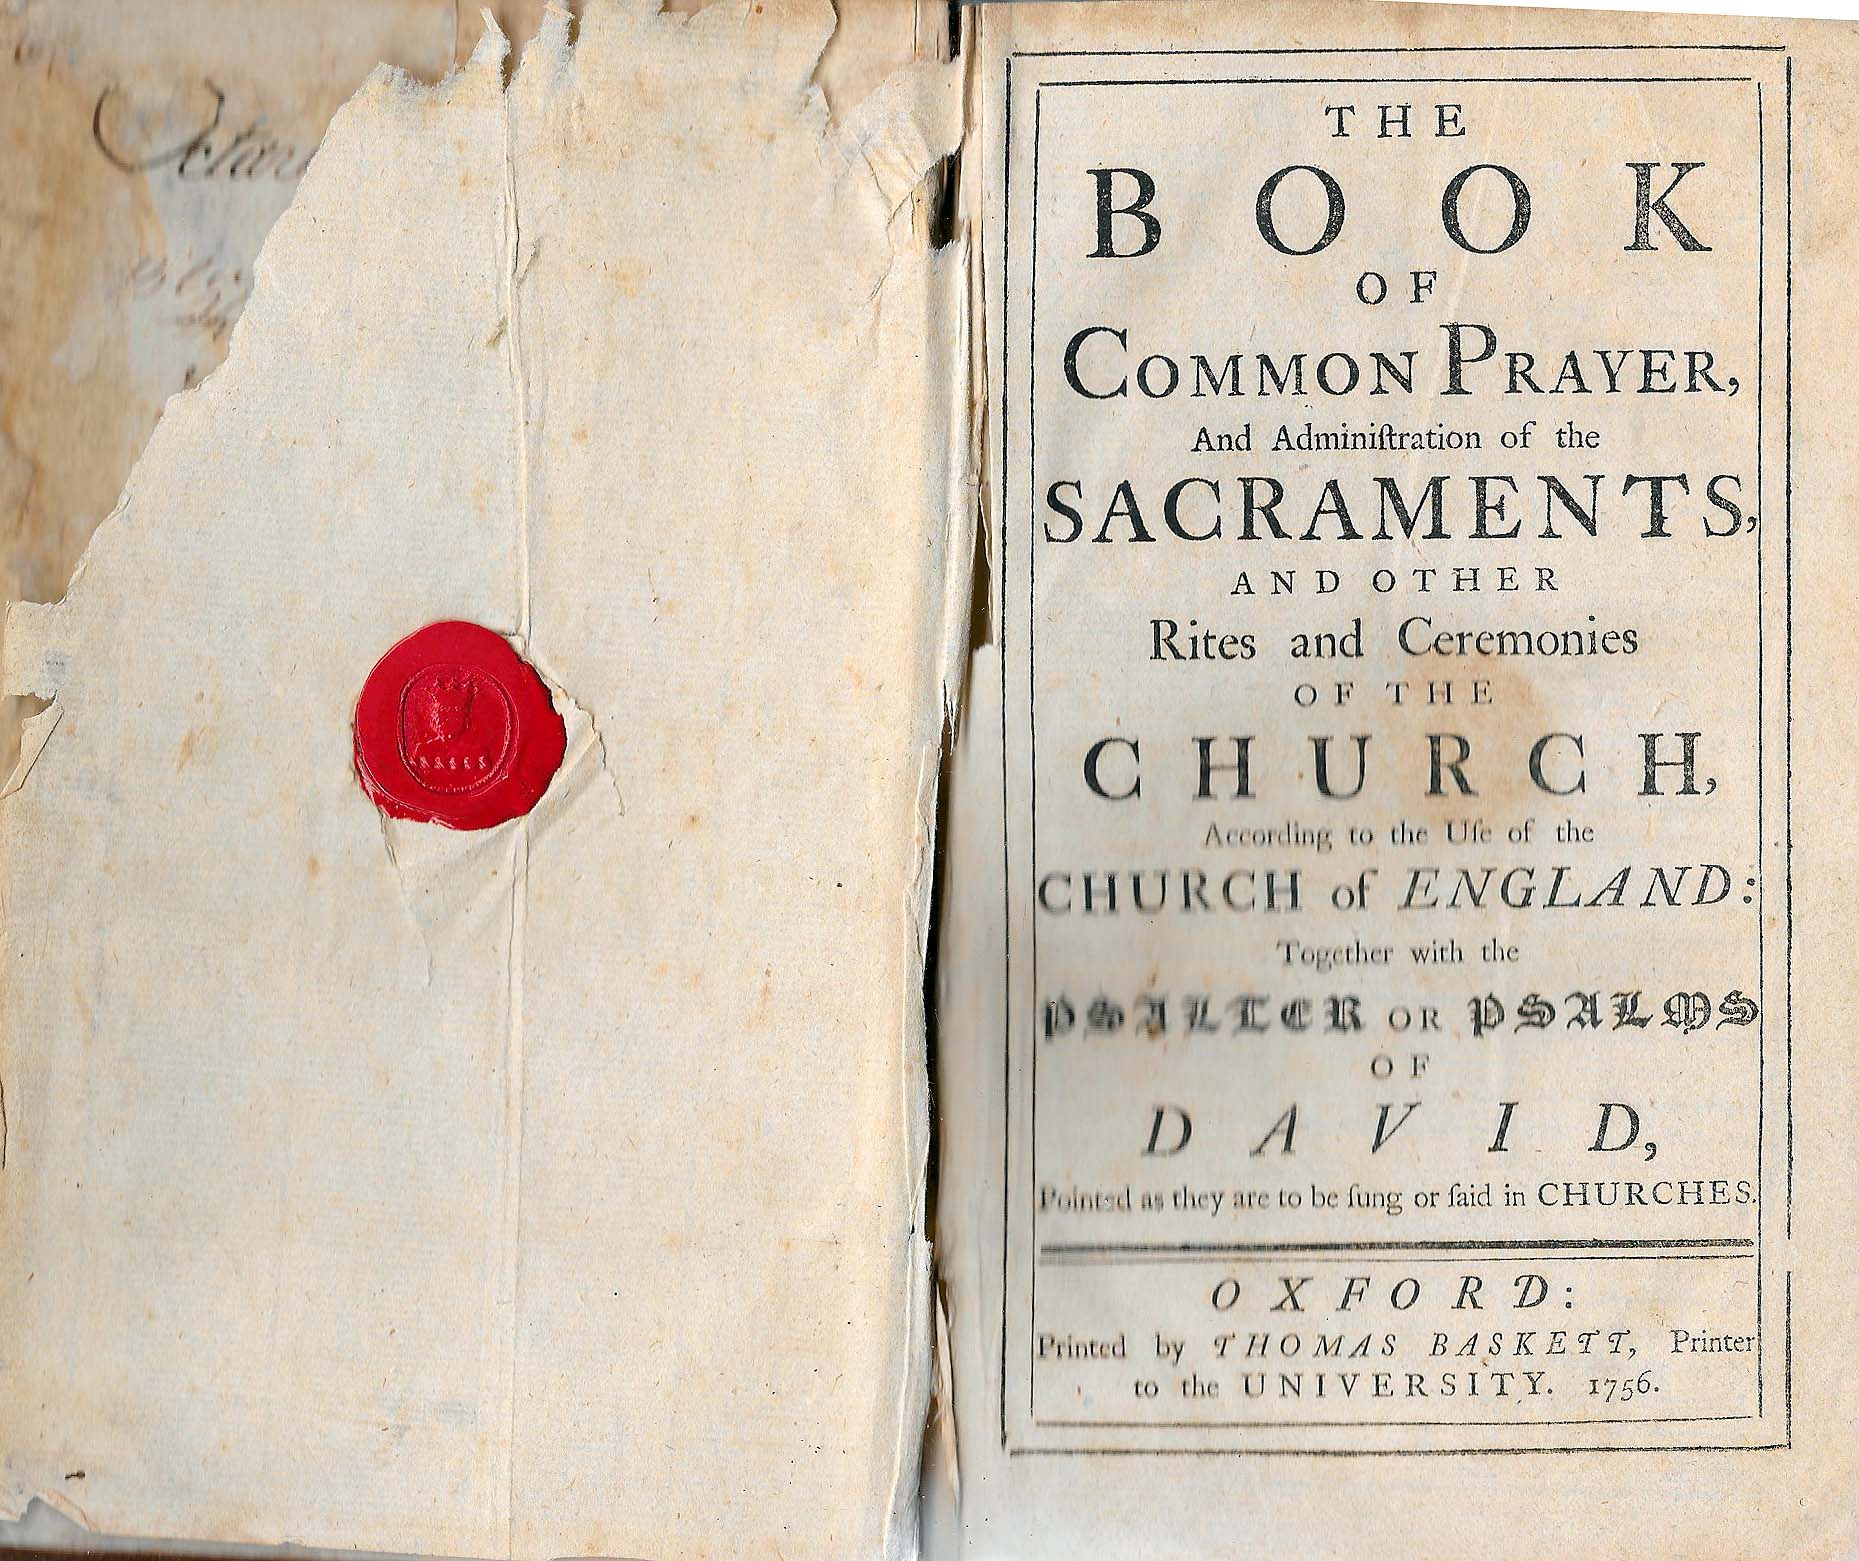 THE
BOOK
OF
COMMON PRAYER,
And Adminiſtration of the
SACRAMENTS,
AND OTHER
Rites and Ceremonies
OF THE
CHURCH,
According to the Uſe of the
CHURCH of ENGLAND:
Together with the
PSALTER OR PSALMS
OF
DAVID,
Pointed as they are to be ſung or ſaid in CHURCHES.
OXFORD:
Printed by THOMAS BASKETT, Printer
to the UNIVERSITY. 1756.